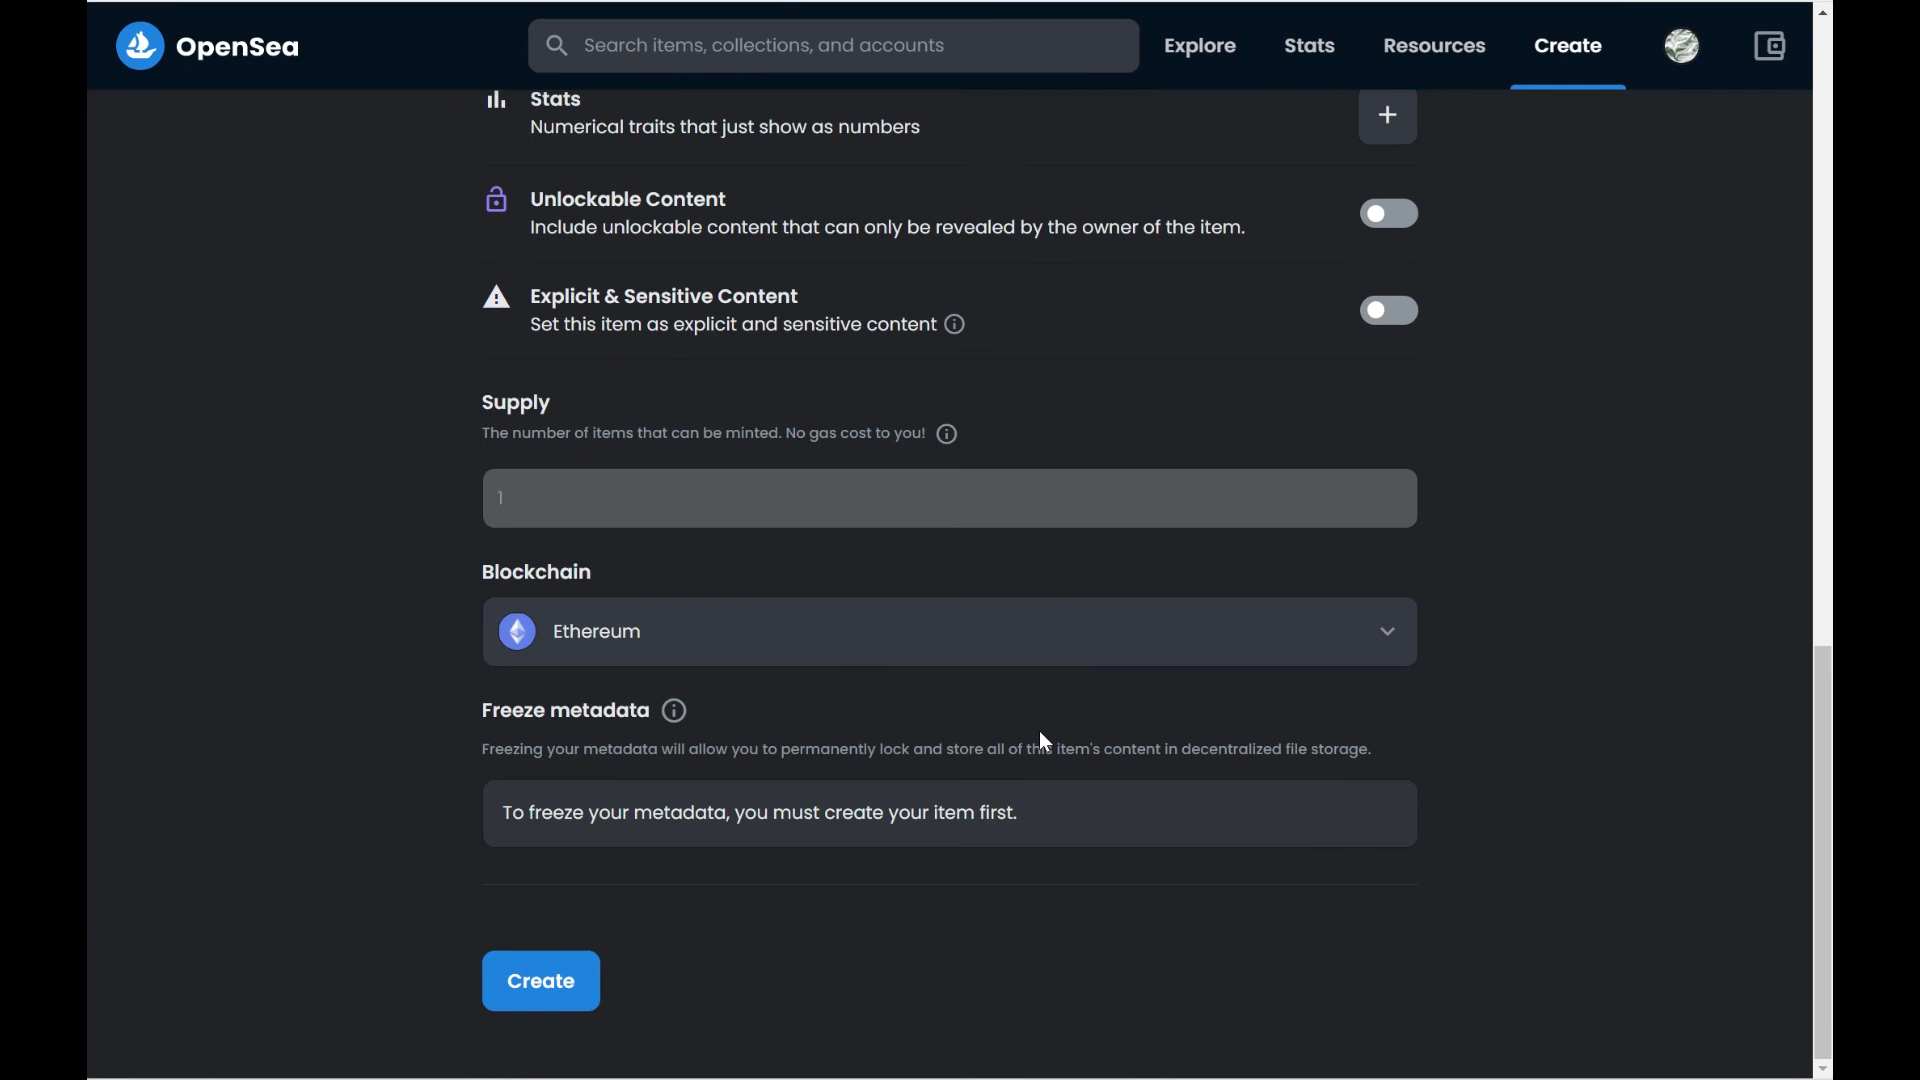 OpenSea
Search items, collections, and accounts
Explore
Stats
Resources
Create
Stats
Numerical traits that just show as numbers
Unlockable Content
Include unlockable content that can only be revealed by the owner of the item.
Explicit & Sensitive Content
Set this item as explicit and sensitive content
Supply
The number of items that can be minted. No gas cost to you!
1
Blockchain
Ethereum
Freeze metadata
Freezing your metadata will allow you to permanently lock and store all of this item's content in decentralized file storage.
To freeze your metadata, you must create your item first.
Create